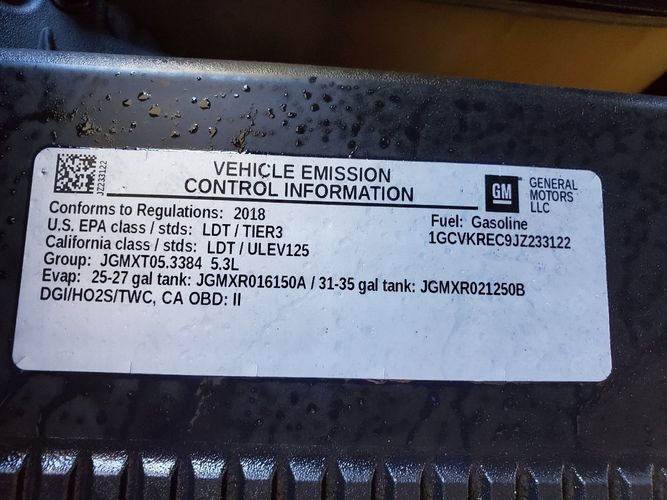 JZ233122
VEHICLE EMISSION
CONTROL INFORMATION
GM
GENERAL
MOTORS
LLC
Conforms to Regulations: 2018
U.S. EPA class / stds: LDT / TIER3
California class / stds: LDT / ULEV125
Group: JGMXT05.3384 5.3L
Evap: 25-27 gal tank: JGMXR016150A / 31-35 gal tank: JGMXR021250B
DGI/HO2S/TWC, CA OBD: II
Fuel: Gasoline
1GCVKREC9JZ233122